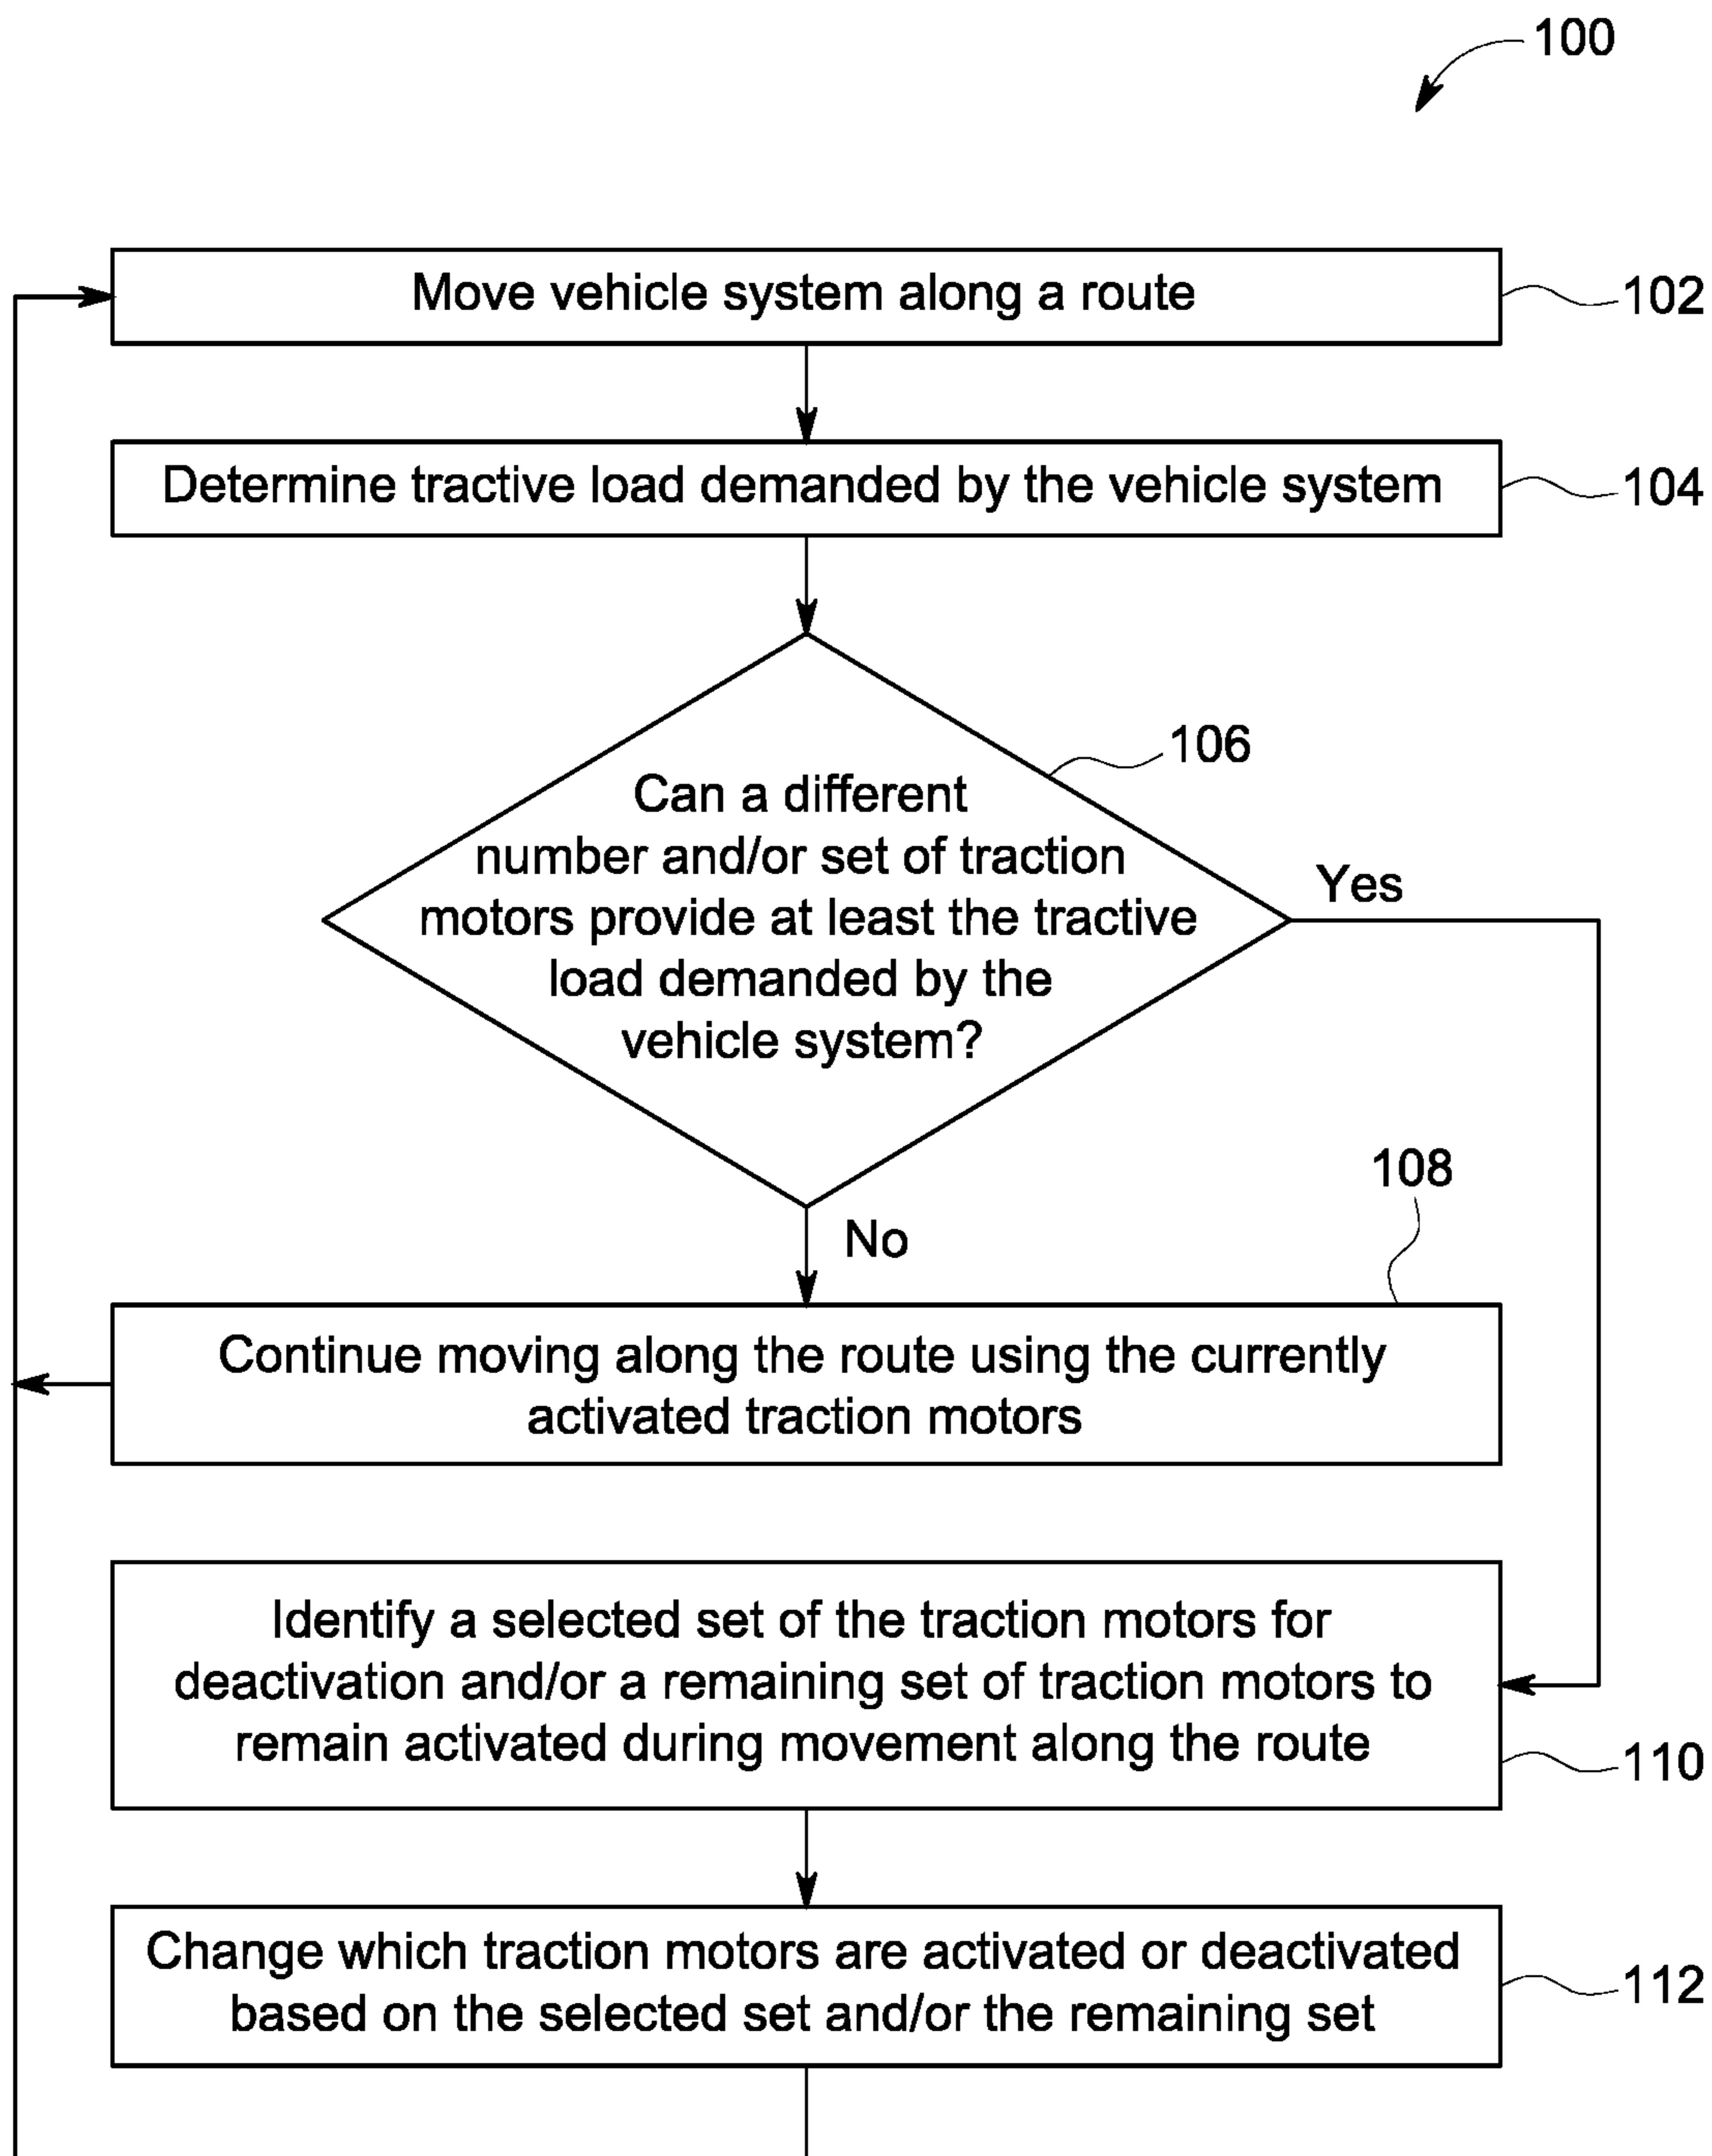 100
Move vehicle system along a route
102
Determine tractive load demanded by the vehicle system
104
106
Can a different
number and/or set of traction
motors provide at least the tractive
load demanded by the
vehicle system?
Yes
No
108
Continue moving along the route using the currently
activated traction motors
Identify a selected set of the traction motors for
deactivation and/or a remaining set of traction motors to
remain activated during movement along the route
110
Change which traction motors are activated or deactivated
based on the selected set and/or the remaining set
112